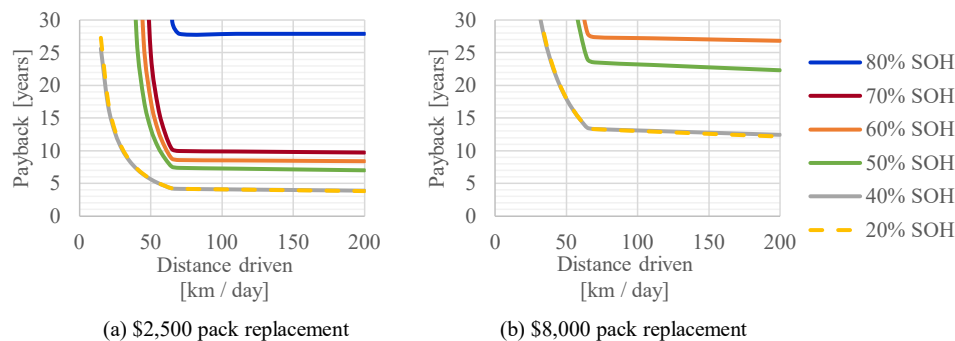 30
25
20
15
10
5
0
Payback [years]
0 50 100 150 200
Distance driven
[km / day]
(a) $2,500 pack replacement
30
25
20
15
10
5
0
Payback [years]
0 50 100 150 200
Distance driven
[km / day]
(b) $8,000 pack replacement
80% SOH
70% SOH
60% SOH
50% SOH
40% SOH
20% SOH